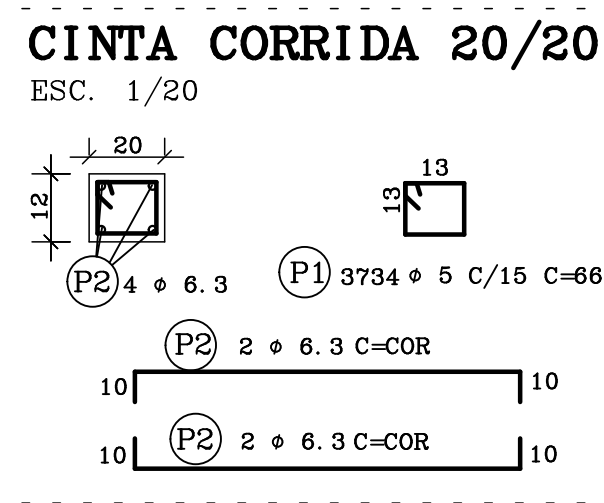 CINTA CORRIDA 20/20
ESC. 1/20
20
12
P2 4 ø 6.3
13
13
P1 3734 ø 5 C/15 C=66
P2 2 ø 6.3 C=COR
10
10
P2 2 ø 6.3 C=COR
10
10